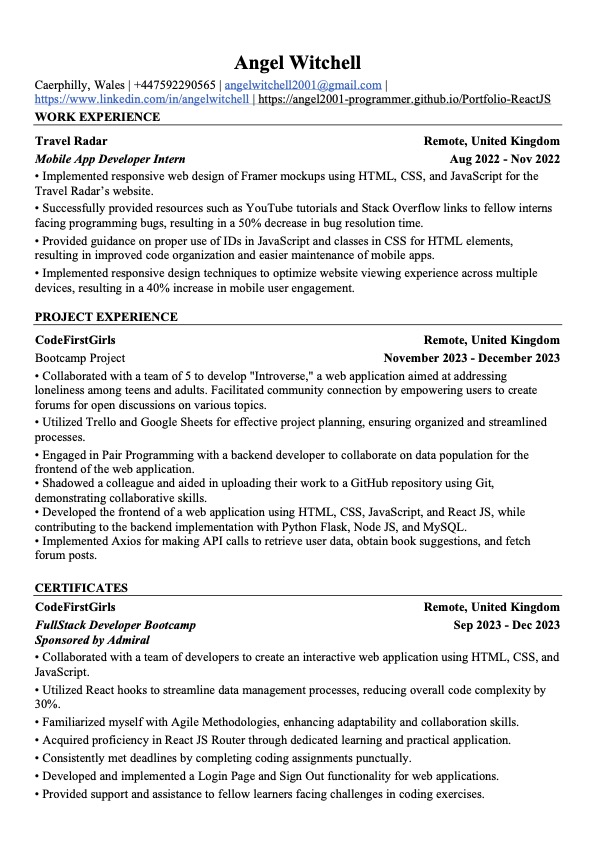 Angel Witchell
Caerphilly, Wales | +447592290565 | angelwitchell2001@gmail.com |
https://www.linkedin.com/in/angelwitchell | https://angel2001-programmer.github.io/Portfolio-ReactJS
WORK EXPERIENCE
Travel Radar Remote, United Kingdom
Mobile App Developer Intern Aug 2022 - Nov 2022
• Implemented responsive web design of Framer mockups using HTML, CSS, and JavaScript for the
Travel Radar’s website.
• Successfully provided resources such as YouTube tutorials and Stack Overflow links to fellow interns
facing programming bugs, resulting in a 50% decrease in bug resolution time.
• Provided guidance on proper use of IDs in JavaScript and classes in CSS for HTML elements,
resulting in improved code organization and easier maintenance of mobile apps.
• Implemented responsive design techniques to optimize website viewing experience across multiple
devices, resulting in a 40% increase in mobile user engagement.
PROJECT EXPERIENCE
CodeFirstGirls Remote, United Kingdom
Bootcamp Project November 2023 - December 2023
• Collaborated with a team of 5 to develop "Introverse," a web application aimed at addressing
loneliness among teens and adults. Facilitated community connection by empowering users to create
forums for open discussions on various topics.
• Utilized Trello and Google Sheets for effective project planning, ensuring organized and streamlined
processes.
• Engaged in Pair Programming with a backend developer to collaborate on data population for the
frontend of the web application.
• Shadowed a colleague and aided in uploading their work to a GitHub repository using Git,
demonstrating collaborative skills.
• Developed the frontend of a web application using HTML, CSS, JavaScript, and React JS, while
contributing to the backend implementation with Python Flask, Node JS, and MySQL.
• Implemented Axios for making API calls to retrieve user data, obtain book suggestions, and fetch
forum posts.
CERTIFICATES
CodeFirstGirls Remote, United Kingdom
FullStack Developer Bootcamp Sep 2023 - Dec 2023
Sponsored by Admiral
• Collaborated with a team of developers to create an interactive web application using HTML, CSS, and
JavaScript.
• Utilized React hooks to streamline data management processes, reducing overall code complexity by
30%.
• Familiarized myself with Agile Methodologies, enhancing adaptability and collaboration skills.
• Acquired proficiency in React JS Router through dedicated learning and practical application.
• Consistently met deadlines by completing coding assignments punctually.
• Developed and implemented a Login Page and Sign Out functionality for web applications.
• Provided support and assistance to fellow learners facing challenges in coding exercises.